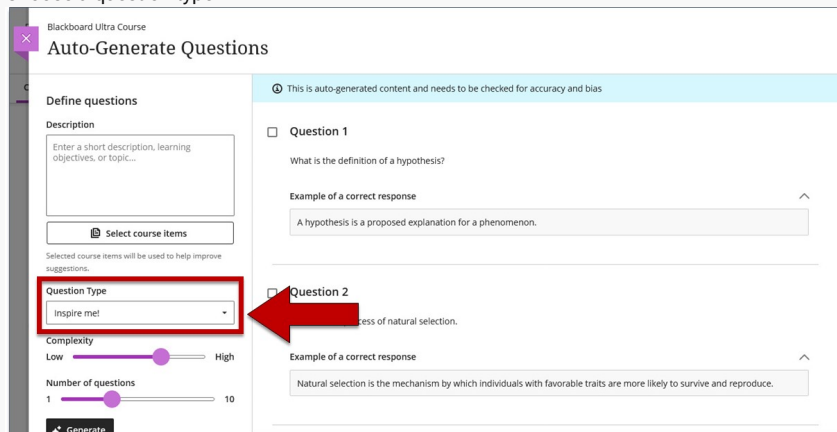 Blackboard Ultra Course
Auto-Generate Questions
Define questions
Description
Enter a short description, learning
objectives, or topic...
Select course items
Selected course items will be used to help improve
suggestions.
Question Type
Inspire me!
Complexity
Low High
Number of questions
1 10
Generate
This is auto-generated content and needs to be checked for accuracy and bias
Question 1
What is the definition of a hypothesis?
Example of a correct response
A hypothesis is a proposed explanation for a phenomenon.
Question 2
of natural selection.
Example of a correct response
Natural selection is the mechanism by which individuals with favorable traits are more likely to survive and reproduce.